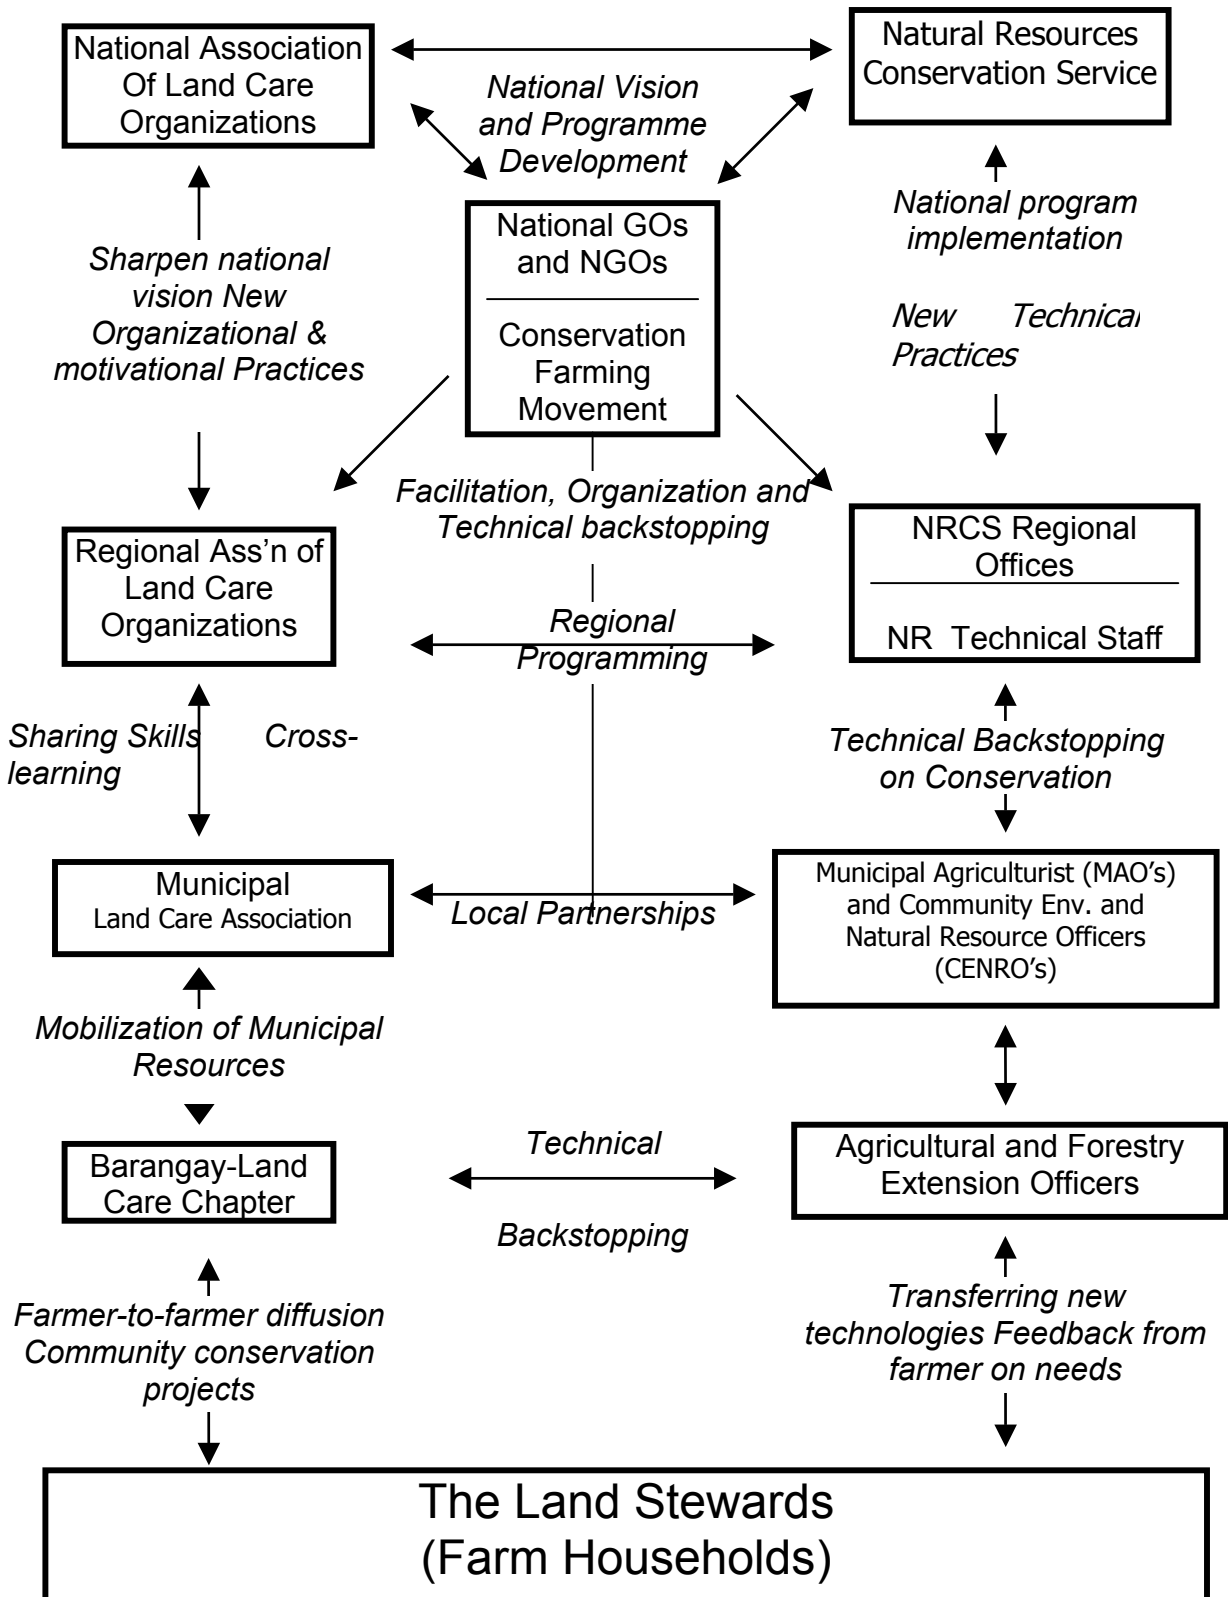 National Association
Of Land Care
Organizations
Natural Resources
Conservation Service
National Vision
and Programme
Development
National GOs
and NGOs
Conservation
Farming
Movement
Sharpen national
vision New
Organizational &
motivational Practices
National program
implementation
New Technical
Practices
Facilitation, Organization and
Technical backstopping
Regional Ass’n of
Land Care
Organizations
NRCS Regional
Offices
NR Technical Staff
Regional
Programming
Sharing Skills Cross-
learning
Technical Backstopping
on Conservation
Municipal
Land Care Association
Local Partnerships
Municipal Agriculturist (MAO’s)
and Community Env. and
Natural Resource Officers
(CENRO’s)
Mobilization of Municipal
Resources
Barangay-Land
Care Chapter
Technical
Backstopping
Agricultural and Forestry
Extension Officers
Farmer-to-farmer diffusion
Community conservation
projects
Transferring new
technologies Feedback from
farmer on needs
The Land Stewards
(Farm Households)